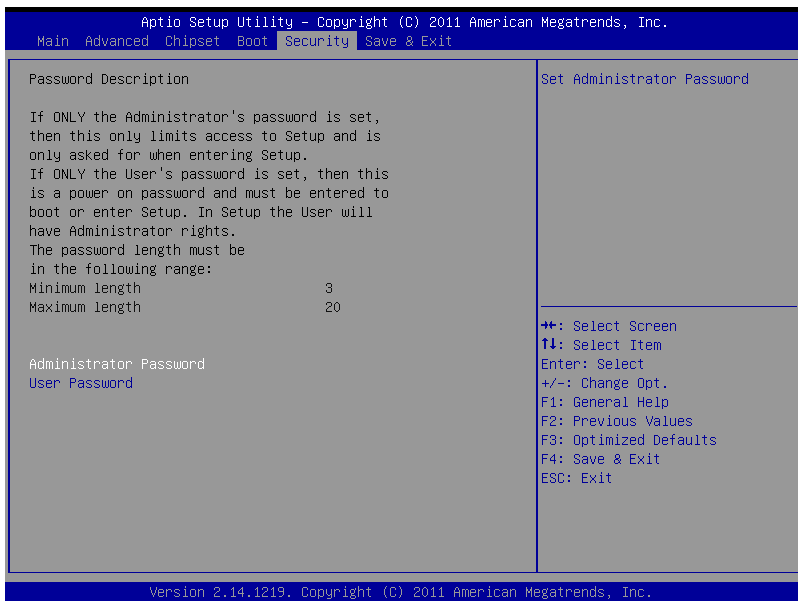 Aptio Setup Utility – Copyright (C) 2011 American Megatrends, Inc.
Main Advanced Chipset Boot Security Save & Exit
Password Description
If ONLY the Administrator's password is set,
then this only limits access to Setup and is
only asked for when entering Setup.
If ONLY the User's password is set, then this
is a power on password and must be entered to
boot or enter Setup. In Setup the User will
have Administrator rights.
The password length must be
in the following range:
Minimum length 3
Maximum length 20
Administrator Password
User Password
Set Administrator Password
→←: Select Screen
↑↓: Select Item
Enter: Select
+/-: Change Opt.
F1: General Help
F2: Previous Values
F3: Optimized Defaults
F4: Save & Exit
ESC: Exit
Version 2.14.1219. Copyright (C) 2011 American Megatrends, Inc.